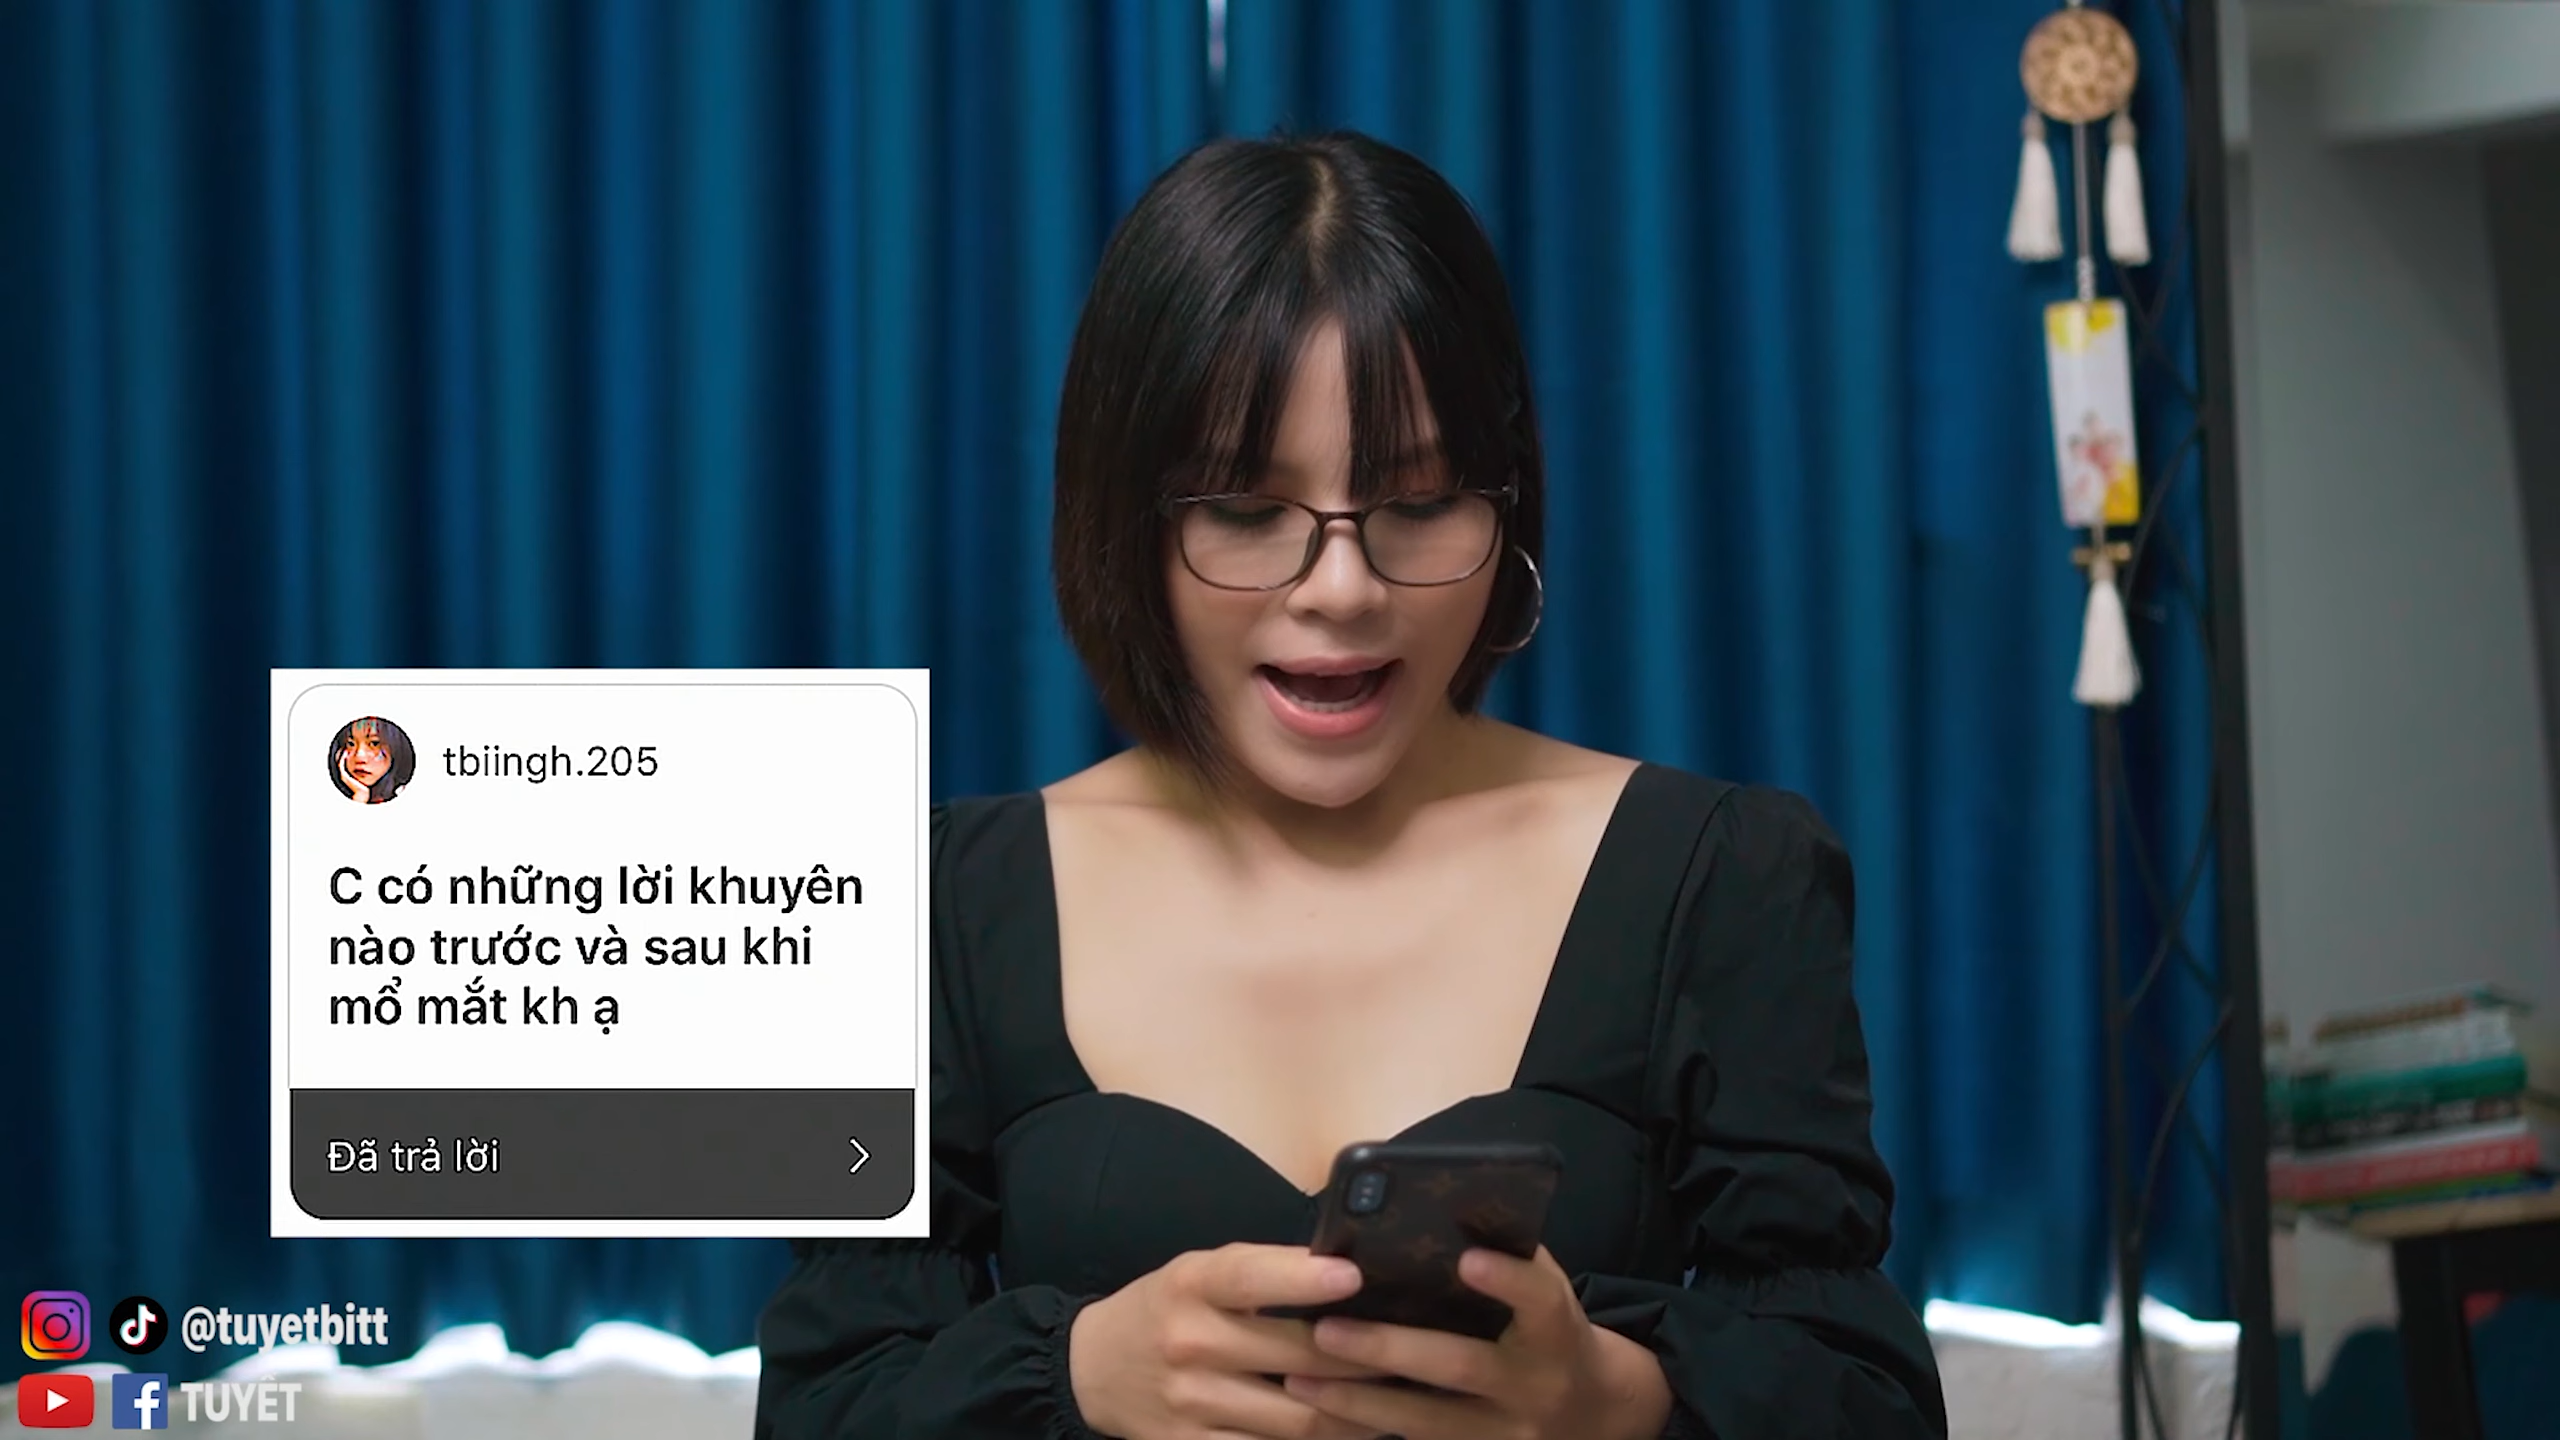 tbiingh.205
C có những lời khuyên
nào trước và sau khi
mổ mắt kh ạ
Đã trả lời
@tuyetbitt
TUYẾT